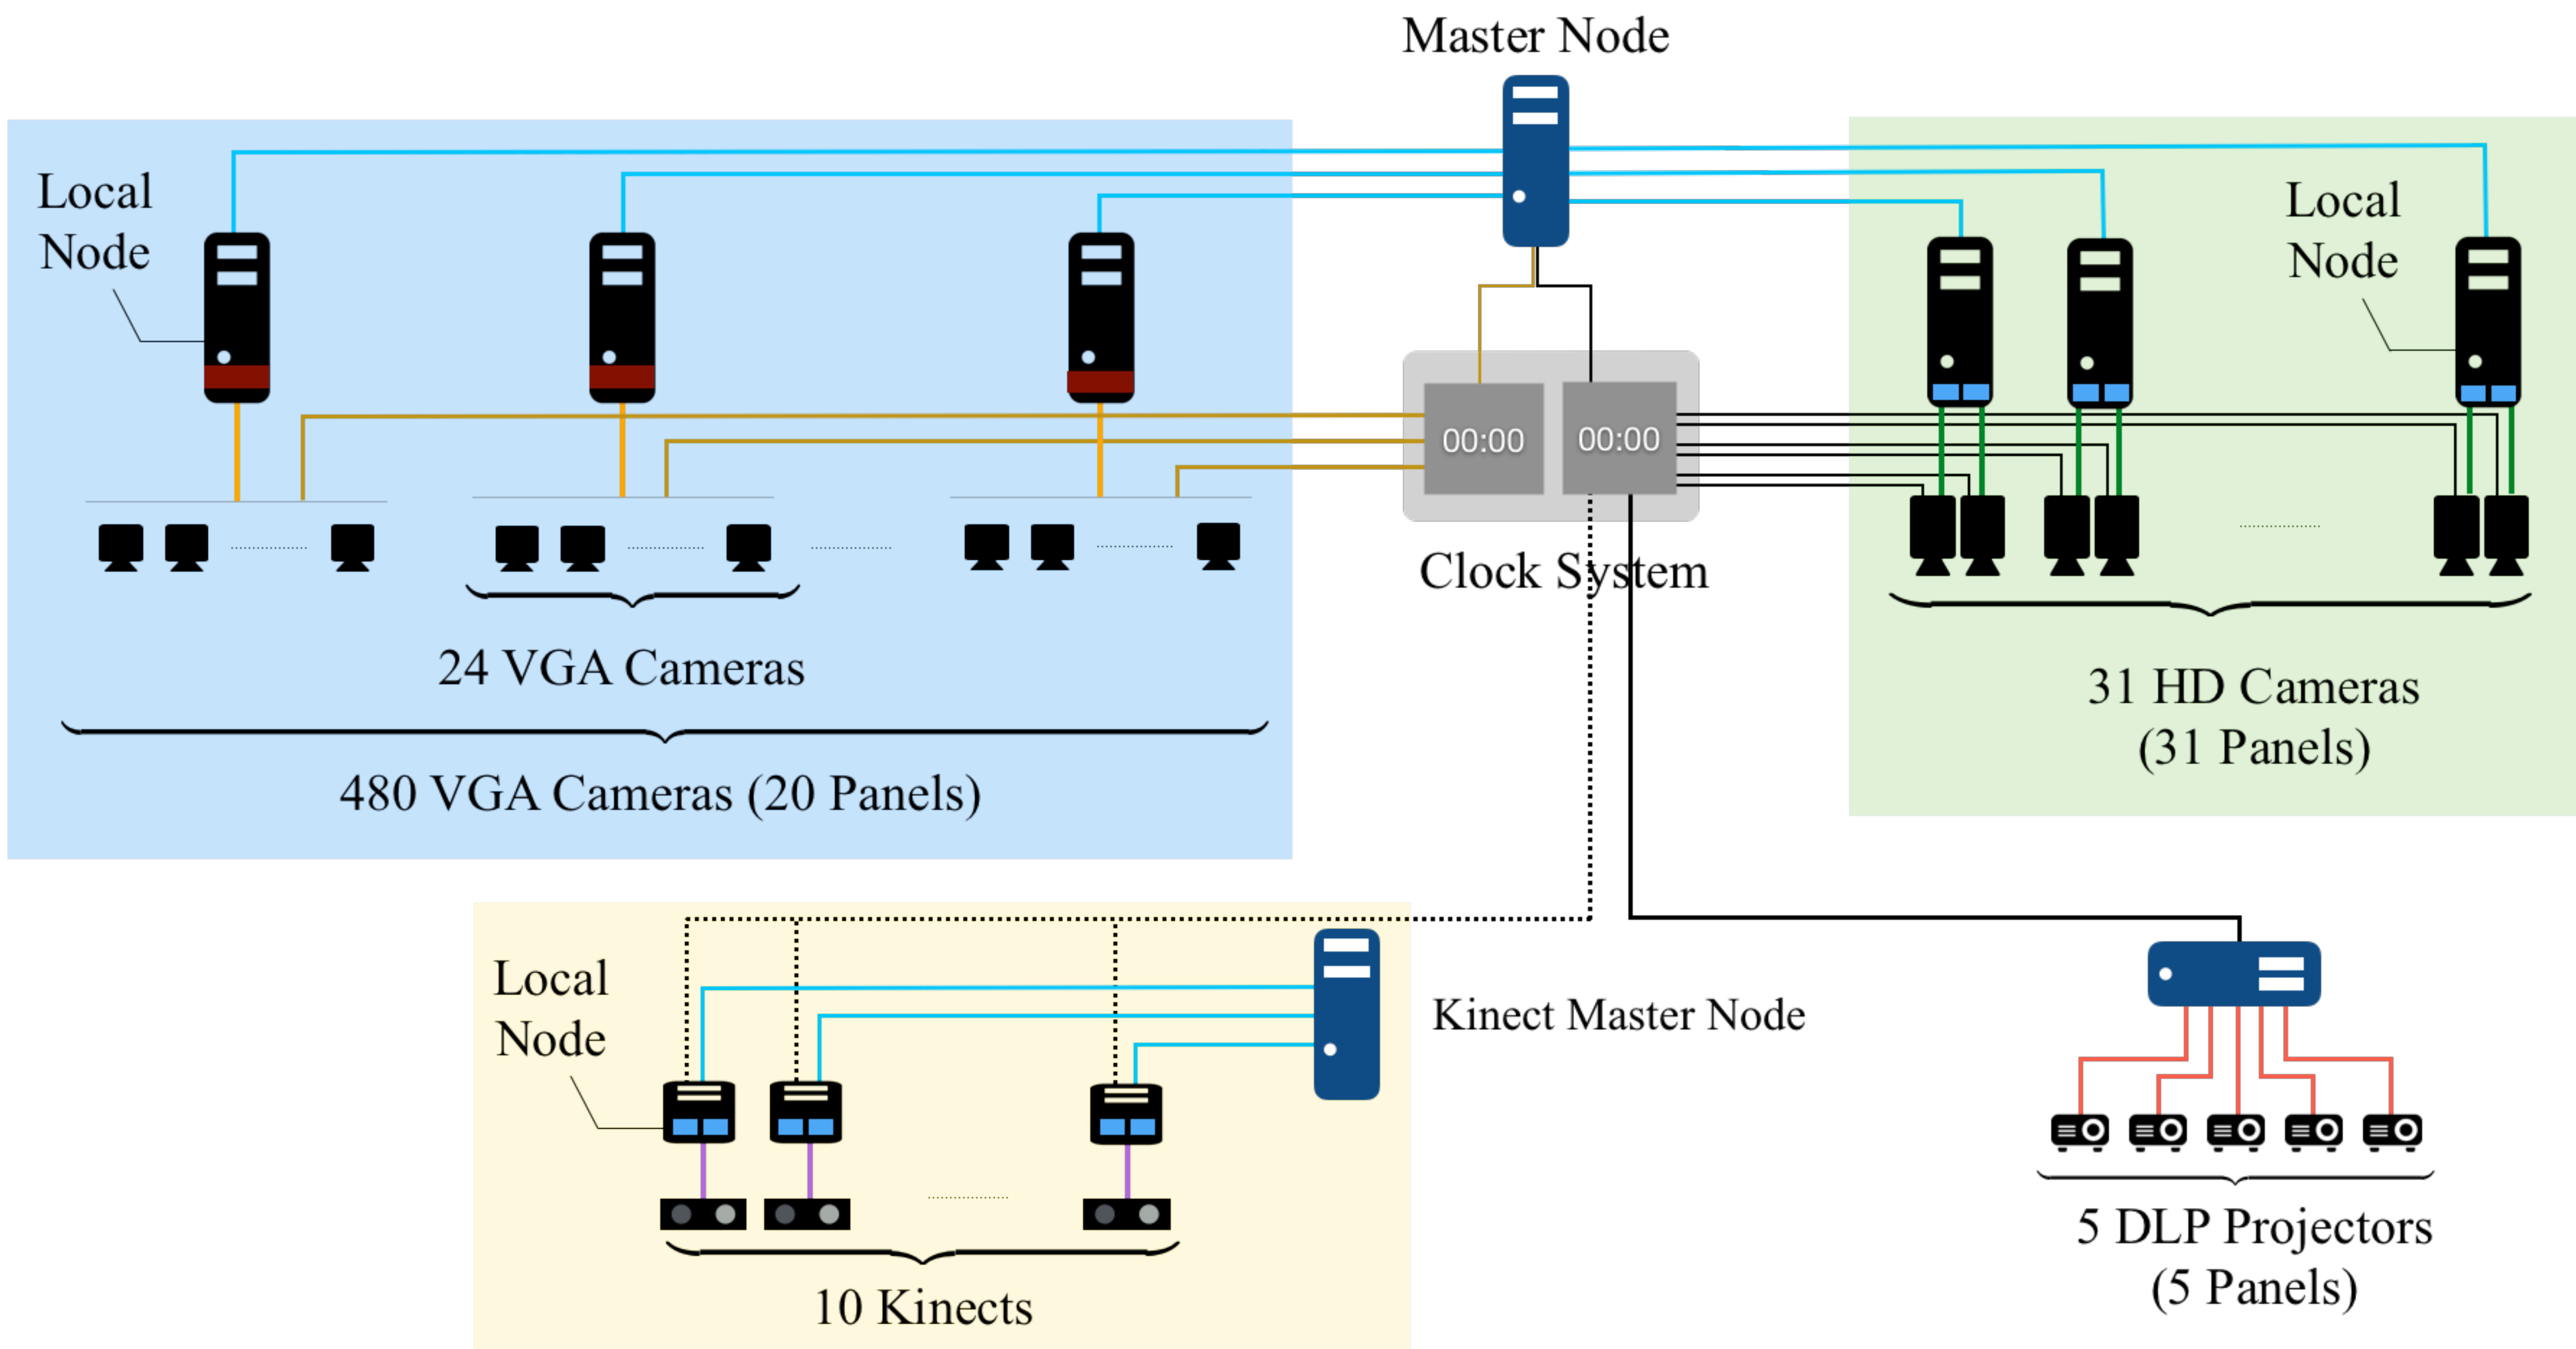 Master Node
Local
Node
Local
Node
00:00
00:00
Clock System
24 VGA Cameras
480 VGA Cameras (20 Panels)
31 HD Cameras
(31 Panels)
Local
Node
Kinect Master Node
10 Kinects
5 DLP Projectors
(5 Panels)